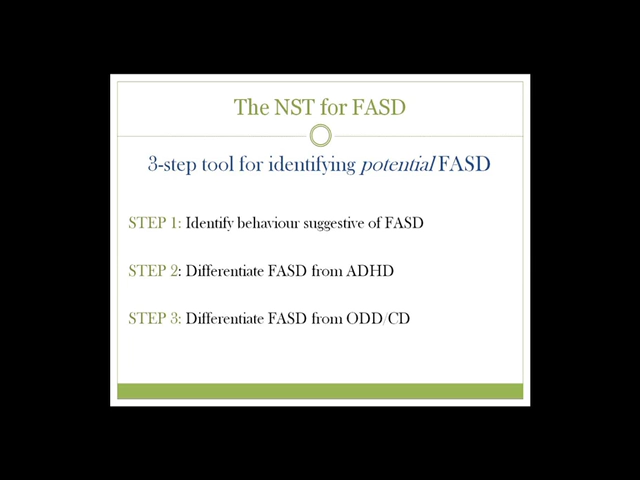 The NST for FASD
3-step tool for identifying potential FASD
STEP 1: Identify behaviour suggestive of FASD
STEP 2: Differentiate FASD from ADHD
STEP 3: Differentiate FASD from ODD/CD